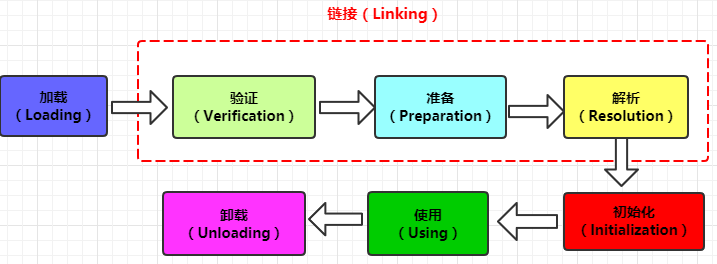 链接（Linking）
加载
（Loading）
验证
（Verification）
准备
（Preparation）
解析
（Resolution）
初始化
（Initialization）
使用
（Using）
卸载
（Unloading）